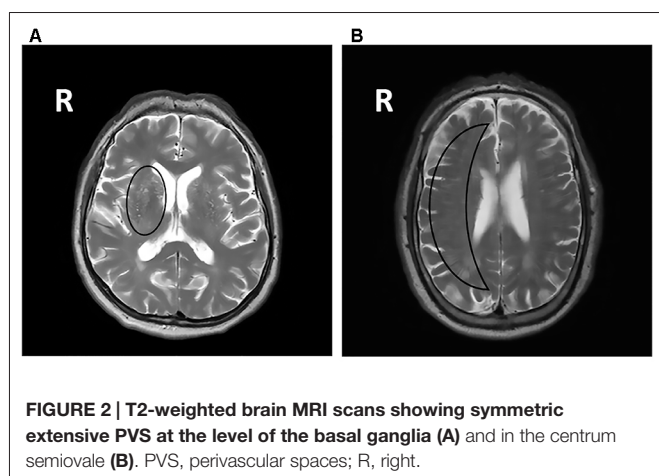 A
B
R
R
FIGURE 2 | T2-weighted brain MRI scans showing symmetric
extensive PVS at the level of the basal ganglia (A) and in the centrum
semiovale (B). PVS, perivascular spaces; R, right.